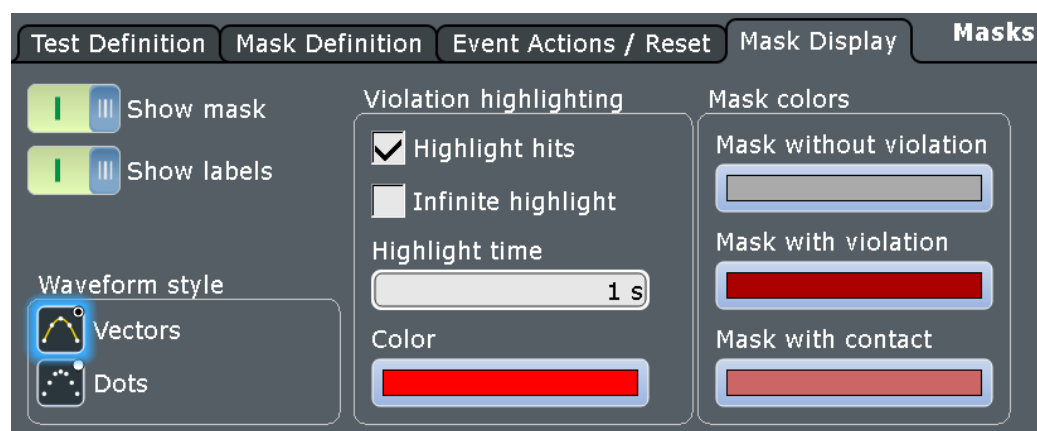 Test Definition
Mask Definition
Event Actions / Reset
Mask Display
Masks
Show mask
Show labels
Waveform style
Vectors
Dots
Violation highlighting
Highlight hits
Infinite highlight
Highlight time
1 s
Color
Mask colors
Mask without violation
Mask with violation
Mask with contact